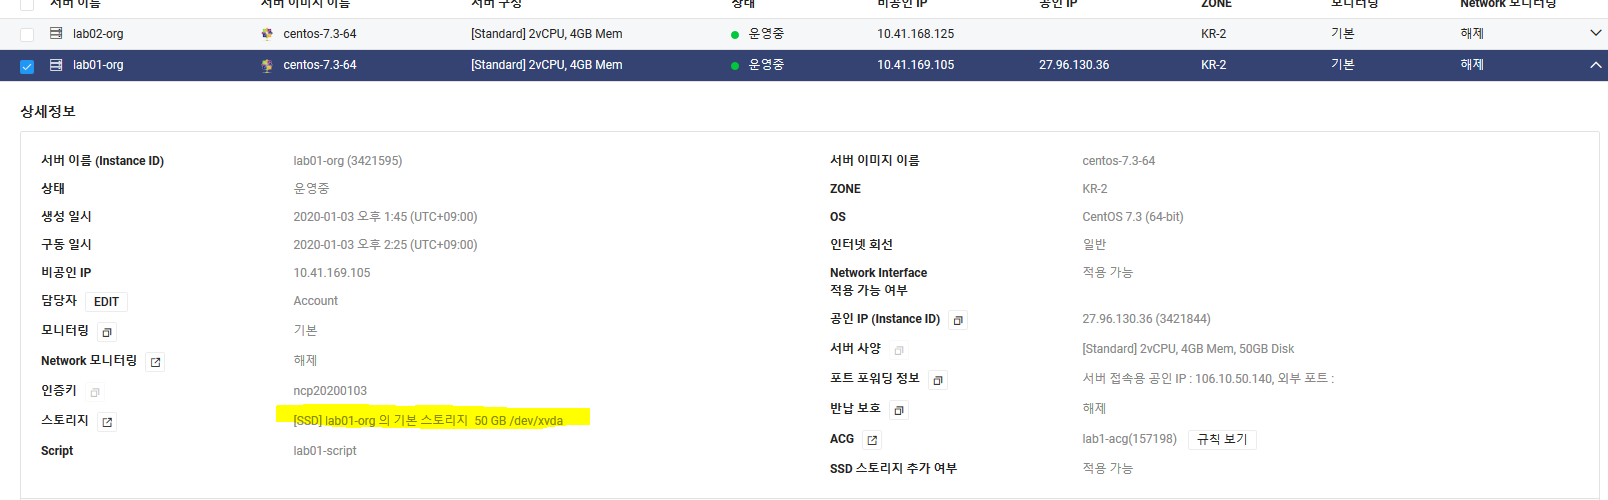 서버 이름 서버 이미지 이름 서버 구성 상태 비공인 IP 공인 IP ZONE 모니터링 Network 모니터링
lab02-org centos-7.3-64 [Standard] 2vCPU, 4GB Mem 운영중 10.41.168.125 KR-2 기본 해제
lab01-org centos-7.3-64 [Standard] 2vCPU, 4GB Mem 운영중 10.41.169.105 27.96.130.36 KR-2 기본 해제
상세정보
서버 이름 (Instance ID) lab01-org (3421595) 서버 이미지 이름 centos-7.3-64
상태 운영중 ZONE KR-2
생성 일시 2020-01-03 오후 1:45 (UTC+09:00) OS CentOS 7.3 (64-bit)
구동 일시 2020-01-03 오후 2:25 (UTC+09:00) 인터넷 회선 일반
비공인 IP 10.41.169.105 Network Interface 적용 가능
적용 가능 여부
담당자 EDIT Account
공인 IP (Instance ID) 27.96.130.36 (3421844)
모니터링 기본
서버 사양 [Standard] 2vCPU, 4GB Mem, 50GB Disk
Network 모니터링 해제
포트 포워딩 정보 서버 접속용 공인 IP : 106.10.50.140, 외부 포트 :
인증키 ncp20200103
반납 보호 해제
스토리지 [SSD] lab01-org 의 기본 스토리지 50 GB /dev/xvda
ACG lab1-acg(157198) 규칙 보기
Script lab01-script
SSD 스토리지 추가 여부 적용 가능